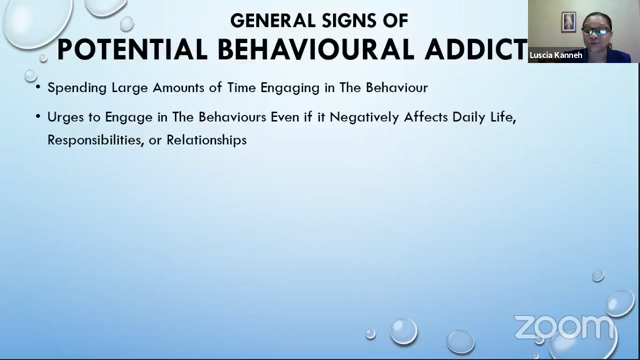 GENERAL SIGNS OF
POTENTIAL BEHAVIOURAL ADDICT
• Spending Large Amounts of Time Engaging in The Behaviour
• Urges to Engage in The Behaviours Even if it Negatively Affects Daily Life,
Responsibilities, or Relationships
Luscia Kanneh
zoom